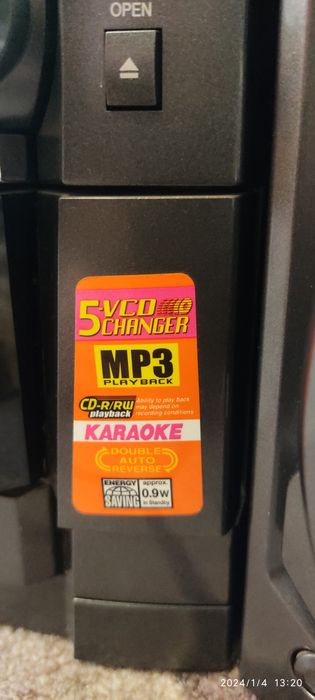 OPEN
5-VCD
CHANGER
MP3
PLAYBACK
CD-R/RW
playback
Ability to play back
may depend on
recording conditions
KARAOKE
DOUBLE
AUTO
REVERSE
ENERGY
SAVING
approx.
0.9W
in Standby
2024/1/4 13:20